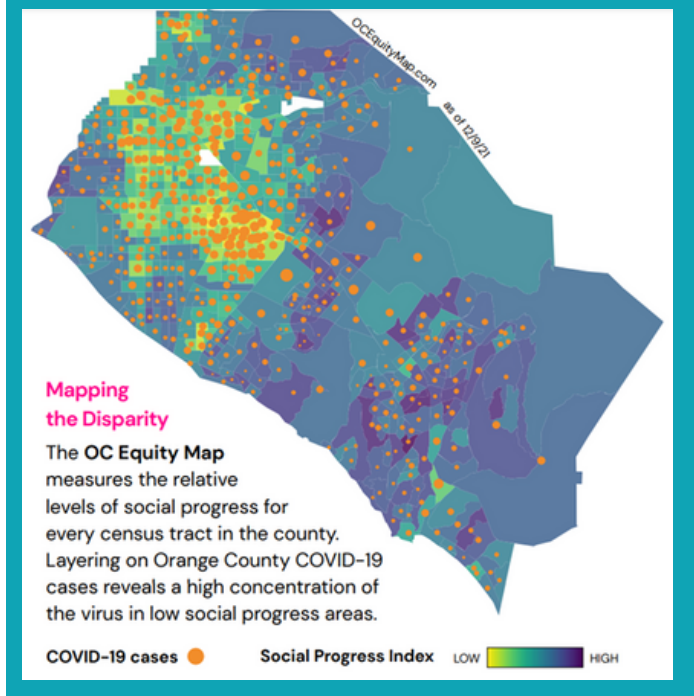 OCEquityMap.com
as of 12/9/21
Mapping
the Disparity
The OC Equity Map
measures the relative
levels of social progress for
every census tract in the county.
Layering on Orange County COVID-19
cases reveals a high concentration of
the virus in low social progress areas.
COVID-19 cases
Social Progress Index LOW HIGH